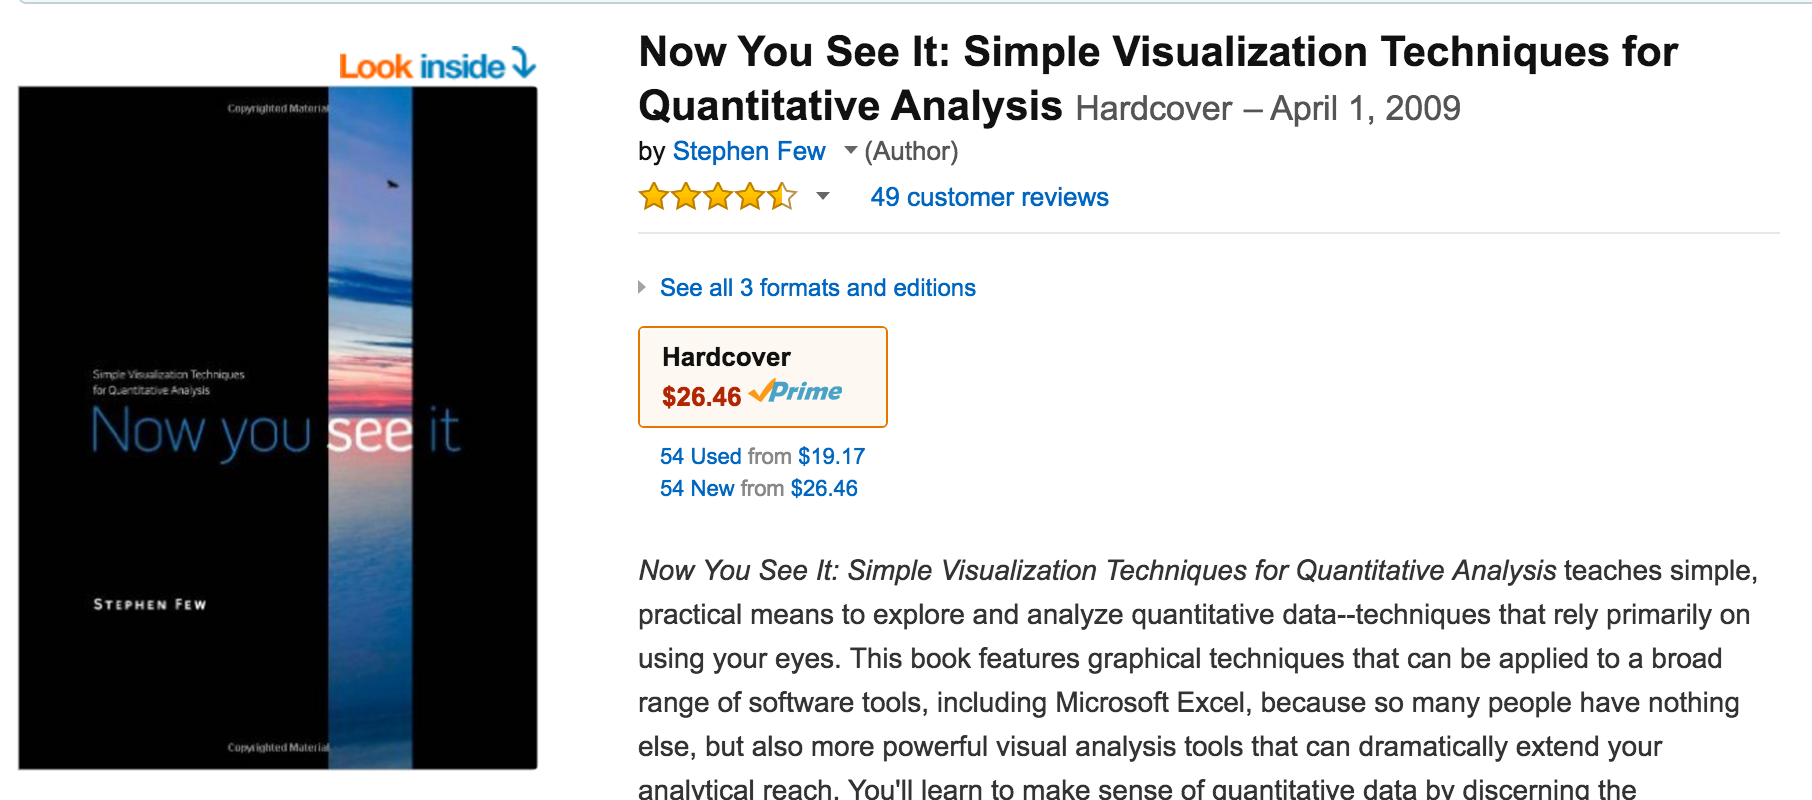 Look inside
Copyrighted Material
Simple Visualization Techniques
for Quantitative Analysis
Now you see it
STEPHEN FEW
Copyrighted Material
Now You See It: Simple Visualization Techniques for
Quantitative Analysis Hardcover – April 1, 2009
by Stephen Few (Author)
49 customer reviews
See all 3 formats and editions
Hardcover
$26.46 Prime
54 Used from $19.17
54 New from $26.46
Now You See It: Simple Visualization Techniques for Quantitative Analysis teaches simple,
practical means to explore and analyze quantitative data--techniques that rely primarily on
using your eyes. This book features graphical techniques that can be applied to a broad
range of software tools, including Microsoft Excel, because so many people have nothing
else, but also more powerful visual analysis tools that can dramatically extend your
analytical reach. You'll learn to make sense of quantitative data by discerning the